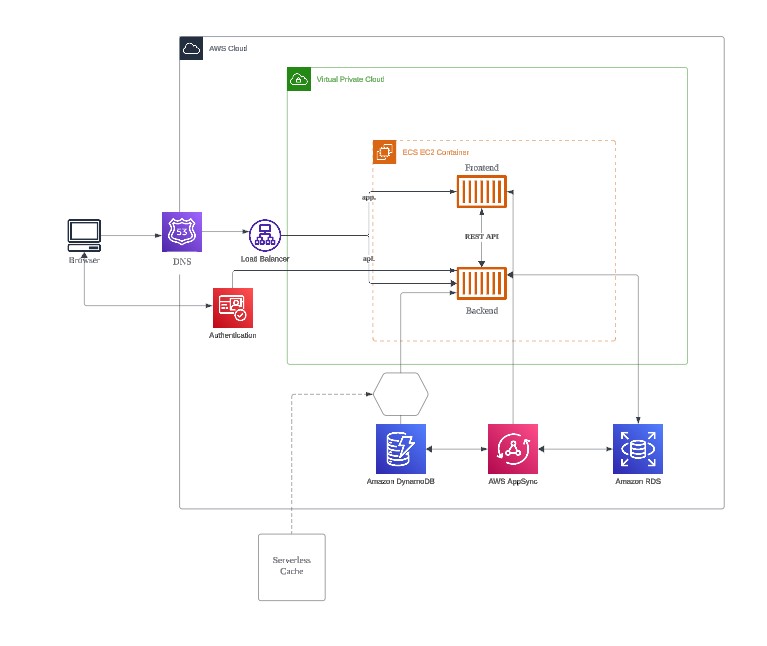 AWS Cloud
Virtual Private Cloud
ECS EC2 Container
Frontend
app.
53
REST API
Browser
DNS
Load Balancer
api.
Backend
Authentication
Amazon DynamoDB
AWS AppSync
Amazon RDS
Serverless
Cache